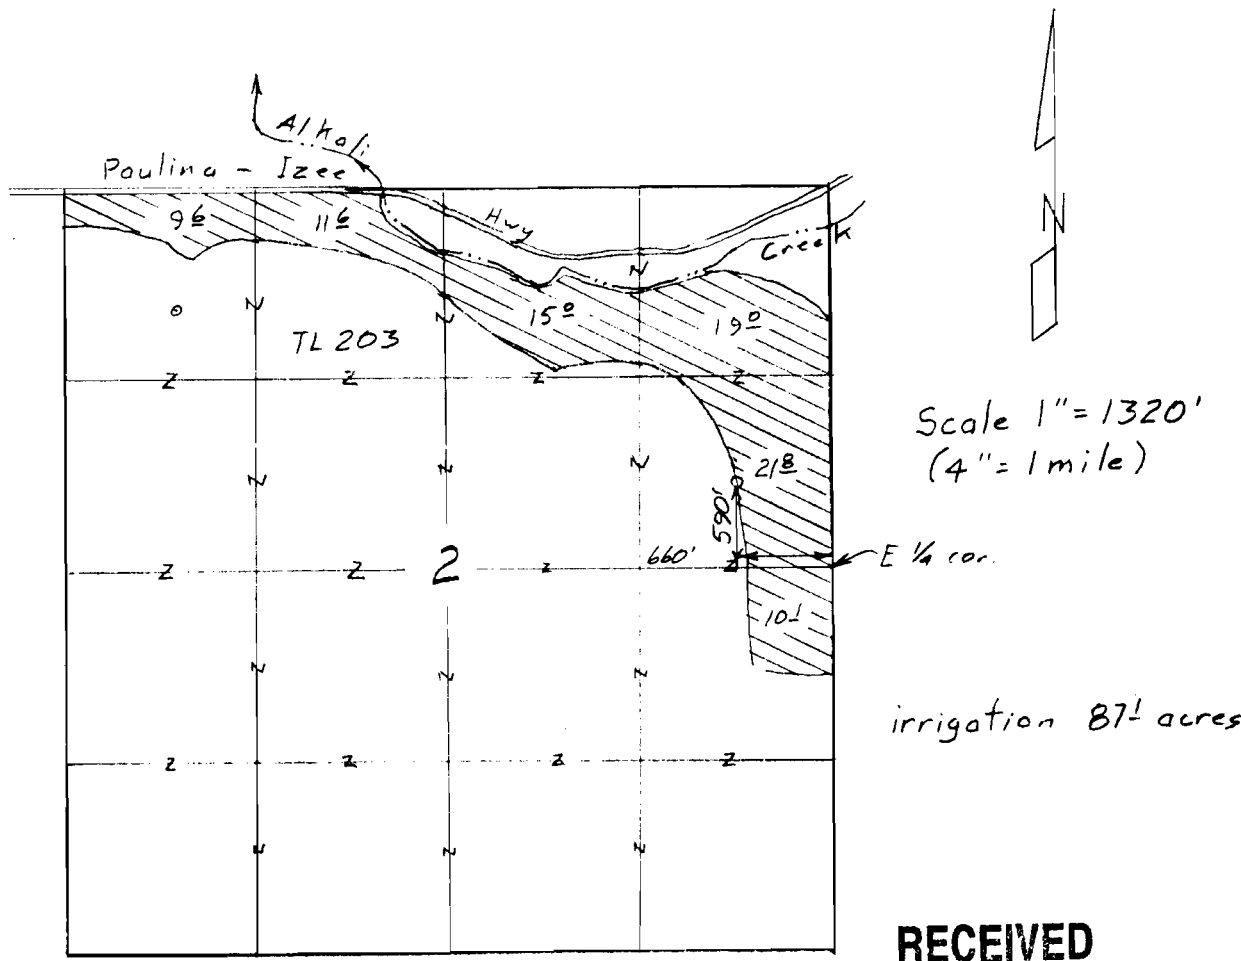 Alkali
Paulina - Izee
Hwy
Creek
N
9 6
11 6
15 0
19 0
TL 203
Scale 1" = 1320'
(4" = 1 mile)
21 8
590'
660'
E 1/4 cor.
2
10 1
irrigation 87 1 acres
RECEIVED